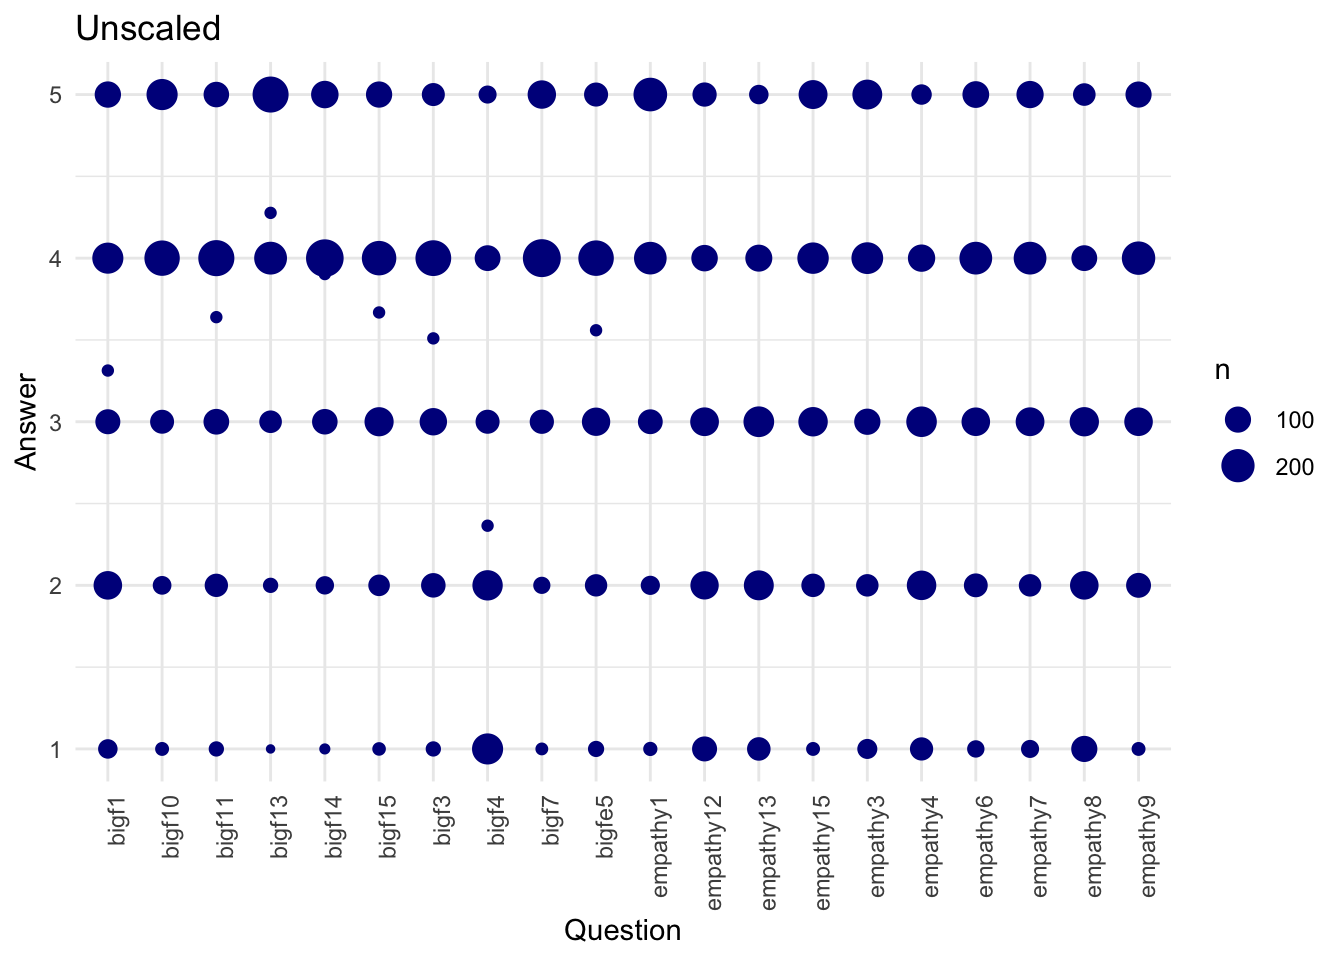 Unscaled
5
4
3
2
1
Answer
bigf1
bigf10
bigf11
bigf13
bigf14
bigf15
bigf3
bigf4
bigf7
bigfe5
empathy1
empathy12
empathy13
empathy15
empathy3
empathy4
empathy6
empathy7
empathy8
empathy9
Question
n
100
200